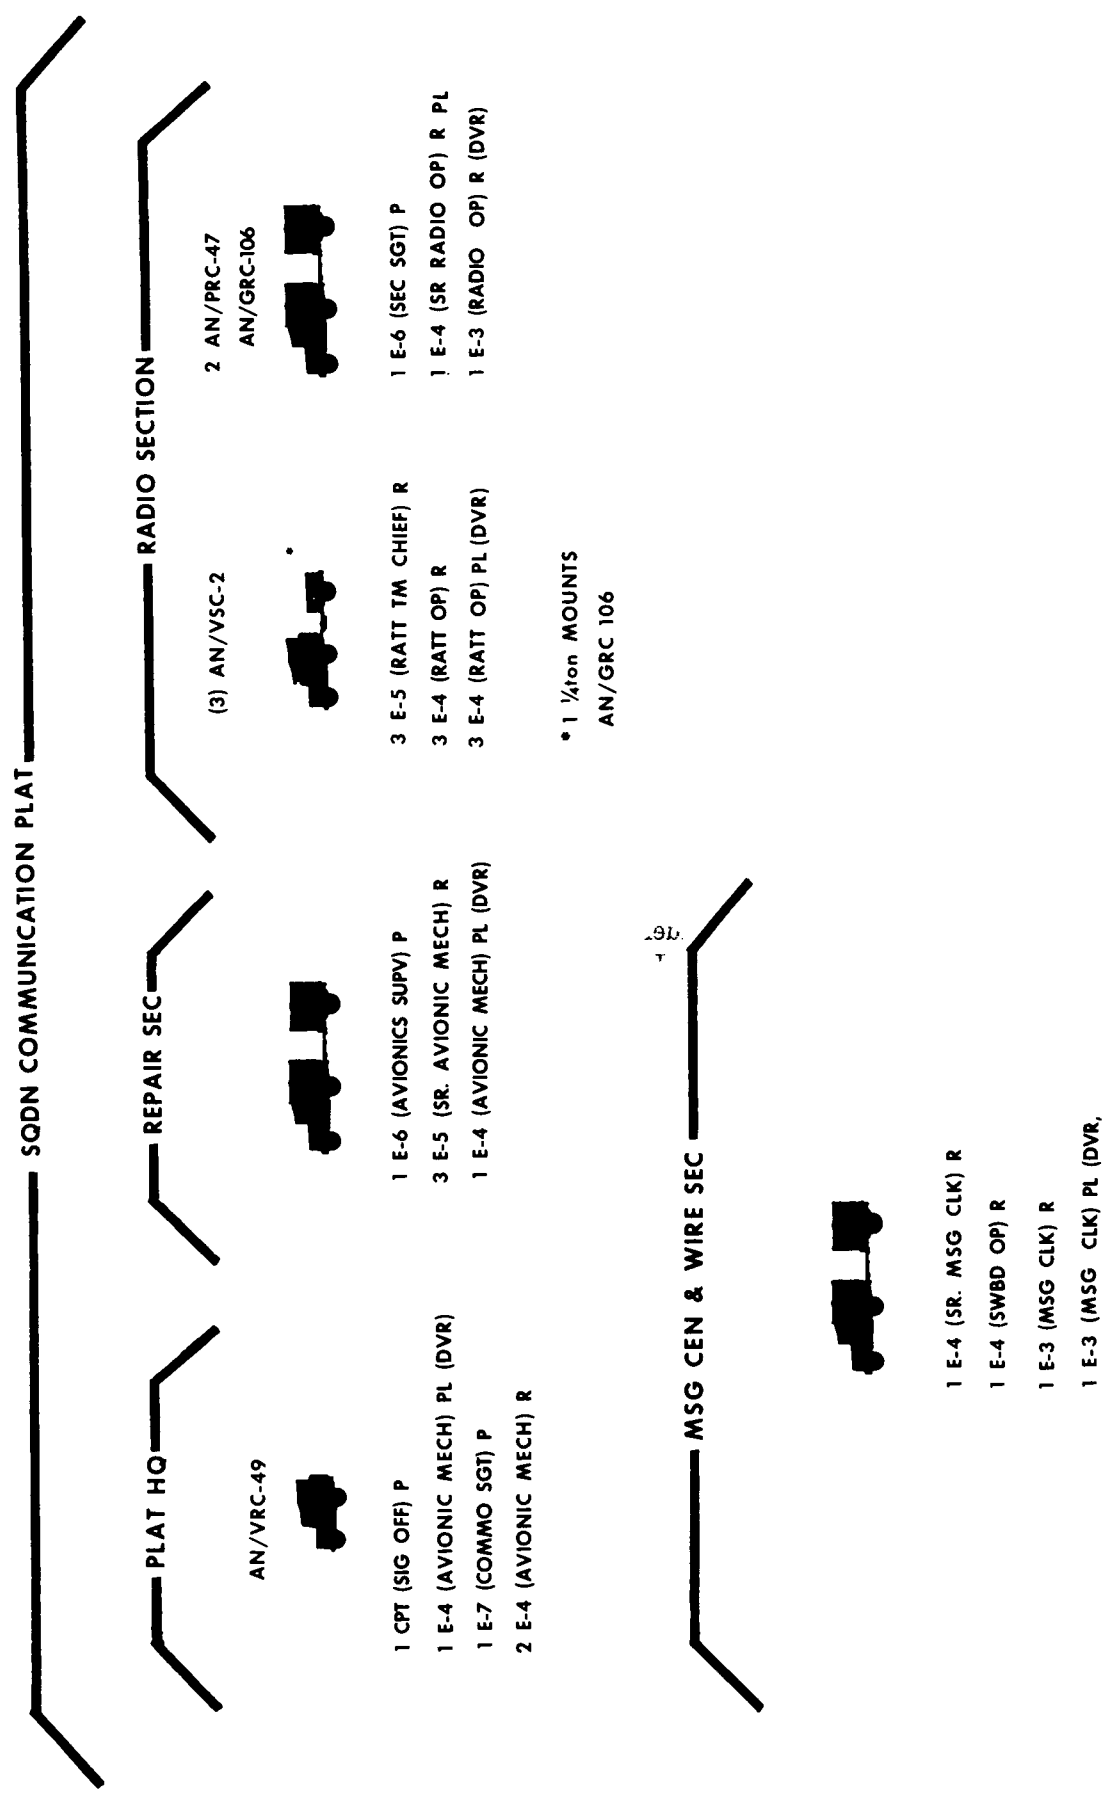 SQDN COMMUNICATION PLAT
PLAT HQ
AN/VRC-49
1 CPT (SIG OFF) P
1 E-4 (AVIONIC MECH) PL (DVR)
1 E-7 (COMMO SGT) P
2 E-4 (AVIONIC MECH) R
REPAIR SEC
1 E-6 (AVIONICS SUPV) P
3 E-5 (SR. AVIONIC MECH) R
1 E-4 (AVIONIC MECH) PL (DVR)
RADIO SECTION
(3) AN/VSC-2
*
3 E-5 (RATT TM CHIEF) R
3 E-4 (RATT OP) R
3 E-4 (RATT OP) PL (DVR)
* 1 ¼ton MOUNTS
AN/GRC 106
2 AN/PRC-47
AN/GRC-106
1 E-6 (SEC SGT) P
1 E-4 (SR RADIO OP) R PL
1 E-3 (RADIO OP) R (DVR)
MSG CEN & WIRE SEC
1 E-4 (SR. MSG CLK) R
1 E-4 (SWBD OP) R
1 E-3 (MSG CLK) R
1 E-3 (MSG CLK) PL (DVR,